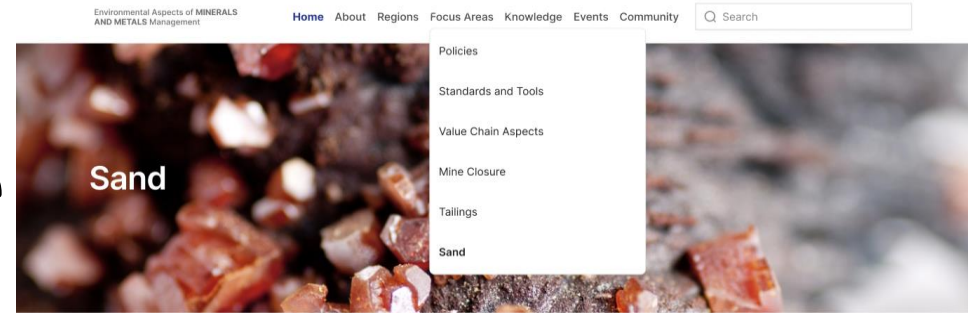 Environmental Aspects of MINERALS
AND METALS Management
Home About Regions Focus Areas Knowledge Events Community Search
Policies
Standards and Tools
Value Chain Aspects
Mine Closure
Tailings
Sand
Sand